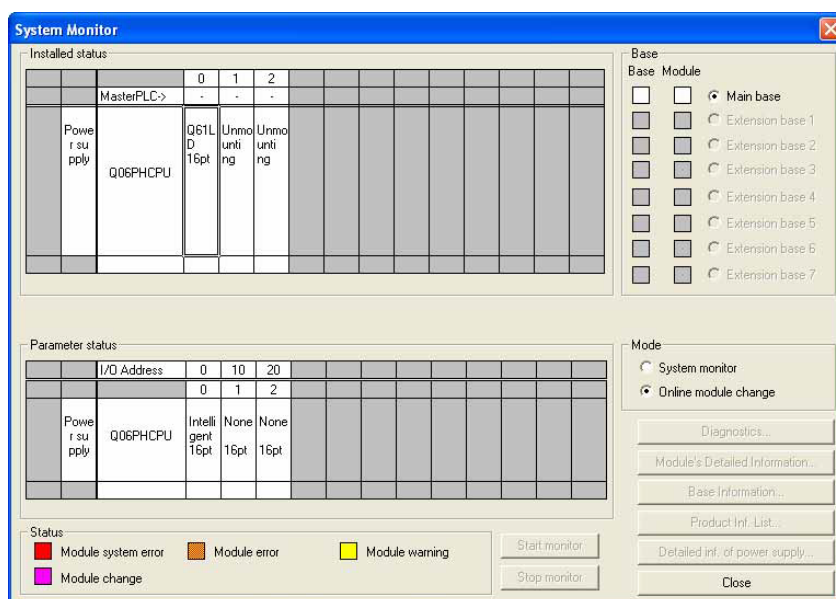 System Monitor
Installed status
0 1 2
MasterPLC-> - - -
Powe
r su
pply
Q06PHCPU
Q61L
D
16pt
Unmo
unti
ng
Unmo
unti
ng
Base
Base Module
Main base
Extension base 1
Extension base 2
Extension base 3
Extension base 4
Extension base 5
Extension base 6
Extension base 7
Parameter status
I/O Address 0 10 20
0 1 2
Powe
r su
pply
Q06PHCPU
Intelli
gent
16pt
None
16pt
None
16pt
Mode
System monitor
Online module change
Diagnostics...
Module's Detailed Information...
Base Information...
Product Inf. List...
Detailed inf. of power supply...
Close
Status
Module system error
Module error
Module warning
Module change
Start monitor
Stop monitor